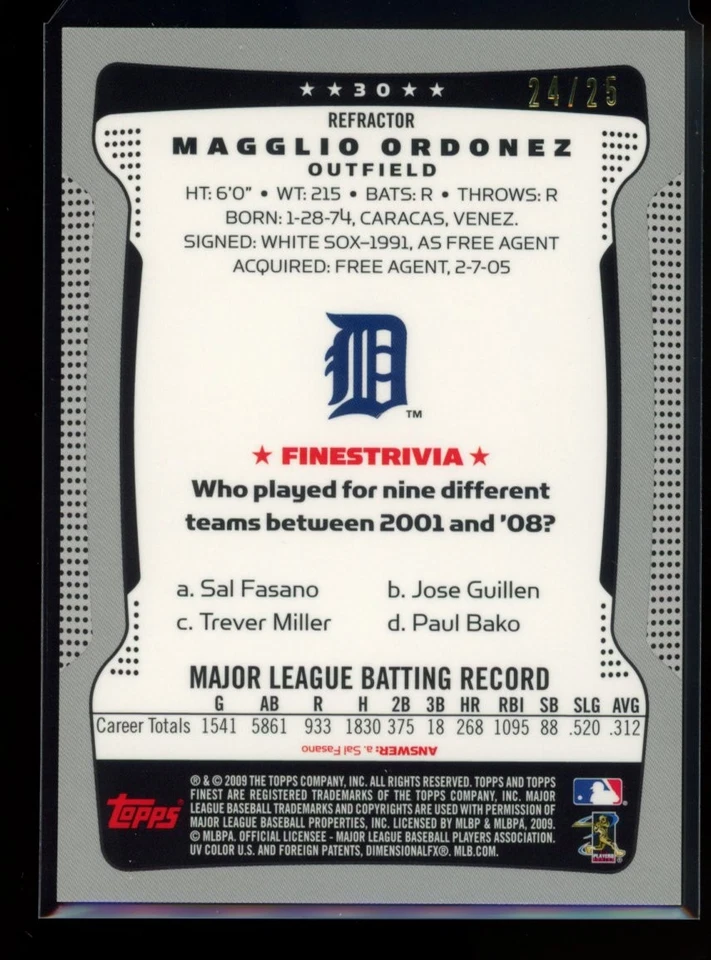 ★ ★ 30 ★ ★
24/25
REFRACTOR
MAGGLIO ORDONEZ
OUTFIELD
HT: 6'0" • WT: 215 • BATS: R • THROWS: R
BORN: 1-28-74, CARACAS, VENEZ.
SIGNED: WHITE SOX–1991, AS FREE AGENT
ACQUIRED: FREE AGENT, 2-7-05
D
TM
★ FINESTRIVIA ★
Who played for nine different
teams between 2001 and '08?
a. Sal Fasano b. Jose Guillen
c. Trever Miller d. Paul Bako
MAJOR LEAGUE BATTING RECORD
G AB R H 2B 3B HR RBI SB SLG AVG
Career Totals 1541 5861 933 1830 375 18 268 1095 88 .520 .312
ANSWER: a. Sal Fasano
® & © 2009 THE TOPPS COMPANY, INC. ALL RIGHTS RESERVED. TOPPS AND TOPPS
FINEST ARE REGISTERED TRADEMARKS OF THE TOPPS COMPANY, INC. MAJOR
LEAGUE BASEBALL TRADEMARKS AND COPYRIGHTS ARE USED WITH PERMISSION OF
MAJOR LEAGUE BASEBALL PROPERTIES, INC. LICENSED BY MLBP & MLBPA, 2009.
© MLBPA. OFFICIAL LICENSEE - MAJOR LEAGUE BASEBALL PLAYERS ASSOCIATION.
UV COLOR U.S. AND FOREIGN PATENTS, DIMENSIONALFX®. MLB.COM.
Topps®